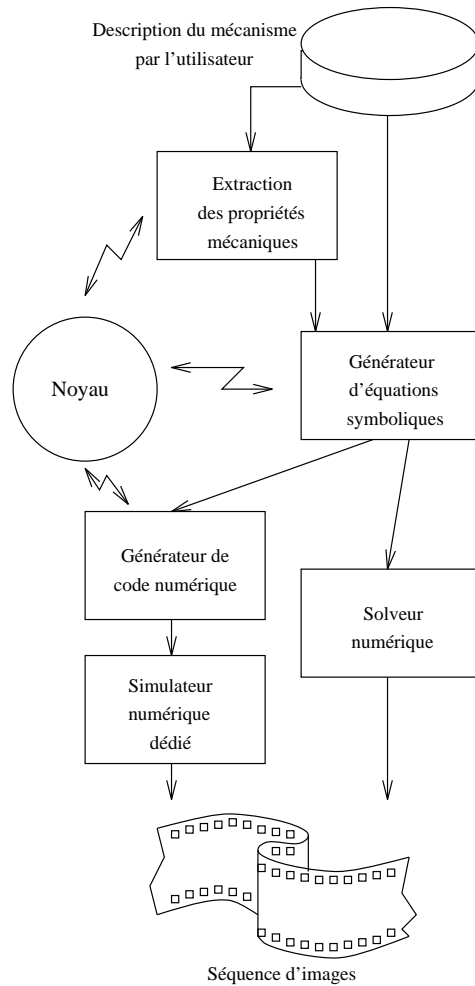 Description du mécanisme
par l'utilisateur
Extraction
des propriétés
mécaniques
Noyau
Générateur
d'équations
symboliques
Générateur de
code numérique
Solveur
numérique
Simulateur
numérique
dédié
Séquence d'images